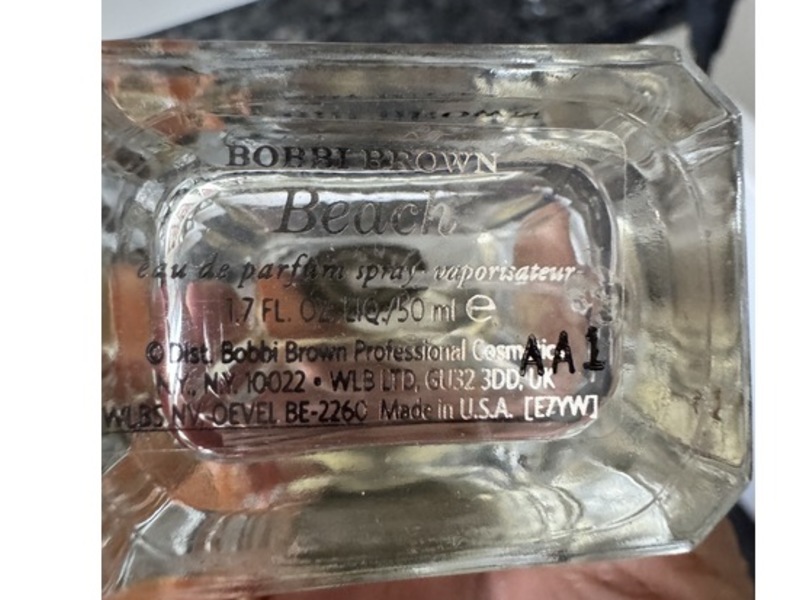 BOBBI BROWN
Beach
eau de parfum spray vaporisateur
1.7 FL. OZ. LIQ./50 ml e
© Dist. Bobbi Brown Professional Cosmetics
AA1
N.Y., N.Y. 10022 • WLB LTD, GU32 3DD, UK
WLBS NV, OEVEL BE-2260 Made in U.S.A. [E7YW]